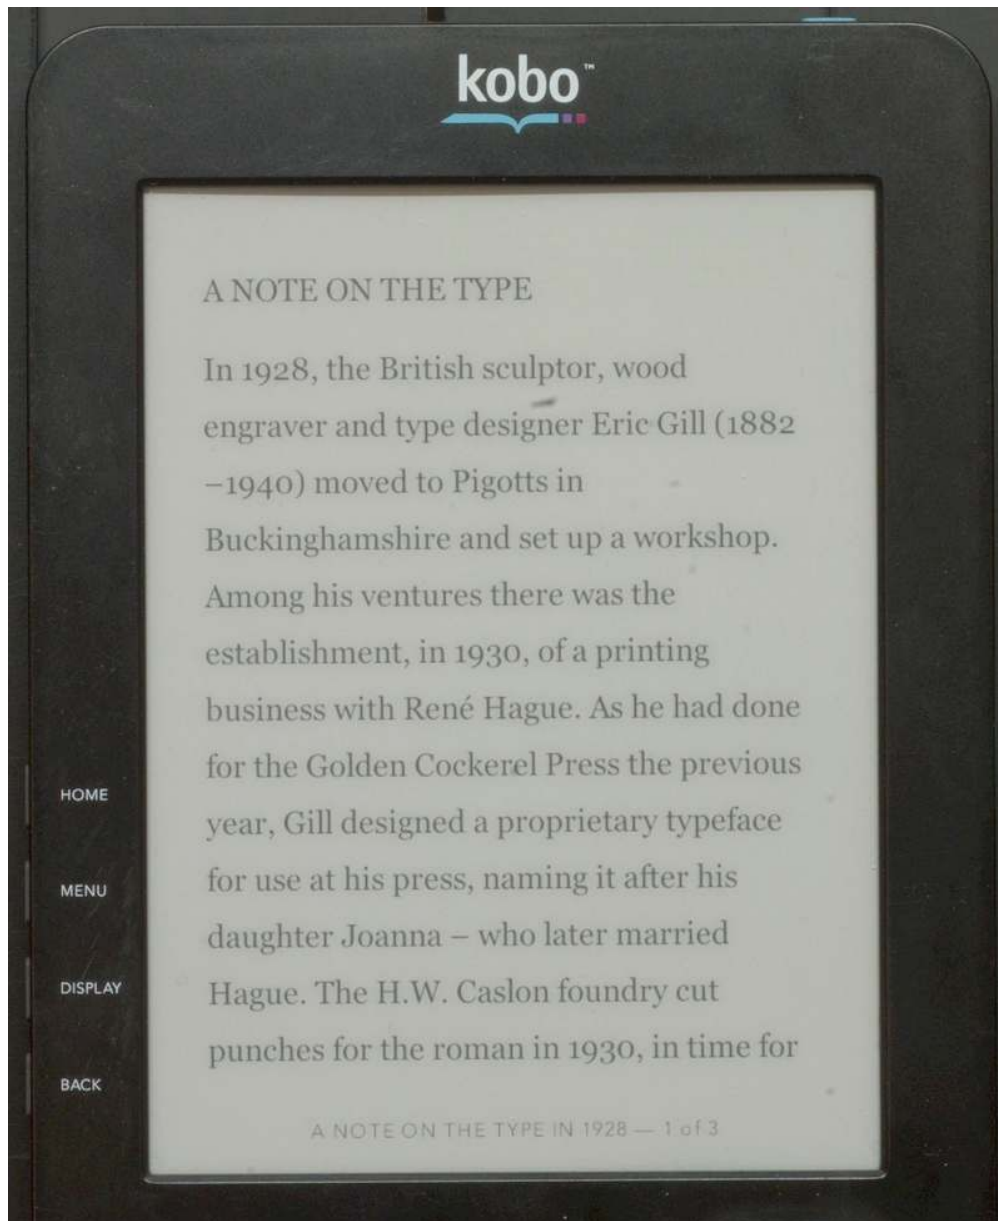 kobo™
A NOTE ON THE TYPE
In 1928, the British sculptor, wood
engraver and type designer Eric Gill (1882
–1940) moved to Pigotts in
Buckinghamshire and set up a workshop.
Among his ventures there was the
establishment, in 1930, of a printing
business with René Hague. As he had done
for the Golden Cockerel Press the previous
year, Gill designed a proprietary typeface
for use at his press, naming it after his
daughter Joanna – who later married
Hague. The H.W. Caslon foundry cut
punches for the roman in 1930, in time for
A NOTE ON THE TYPE IN 1928 — 1 of 3
HOME
MENU
DISPLAY
BACK